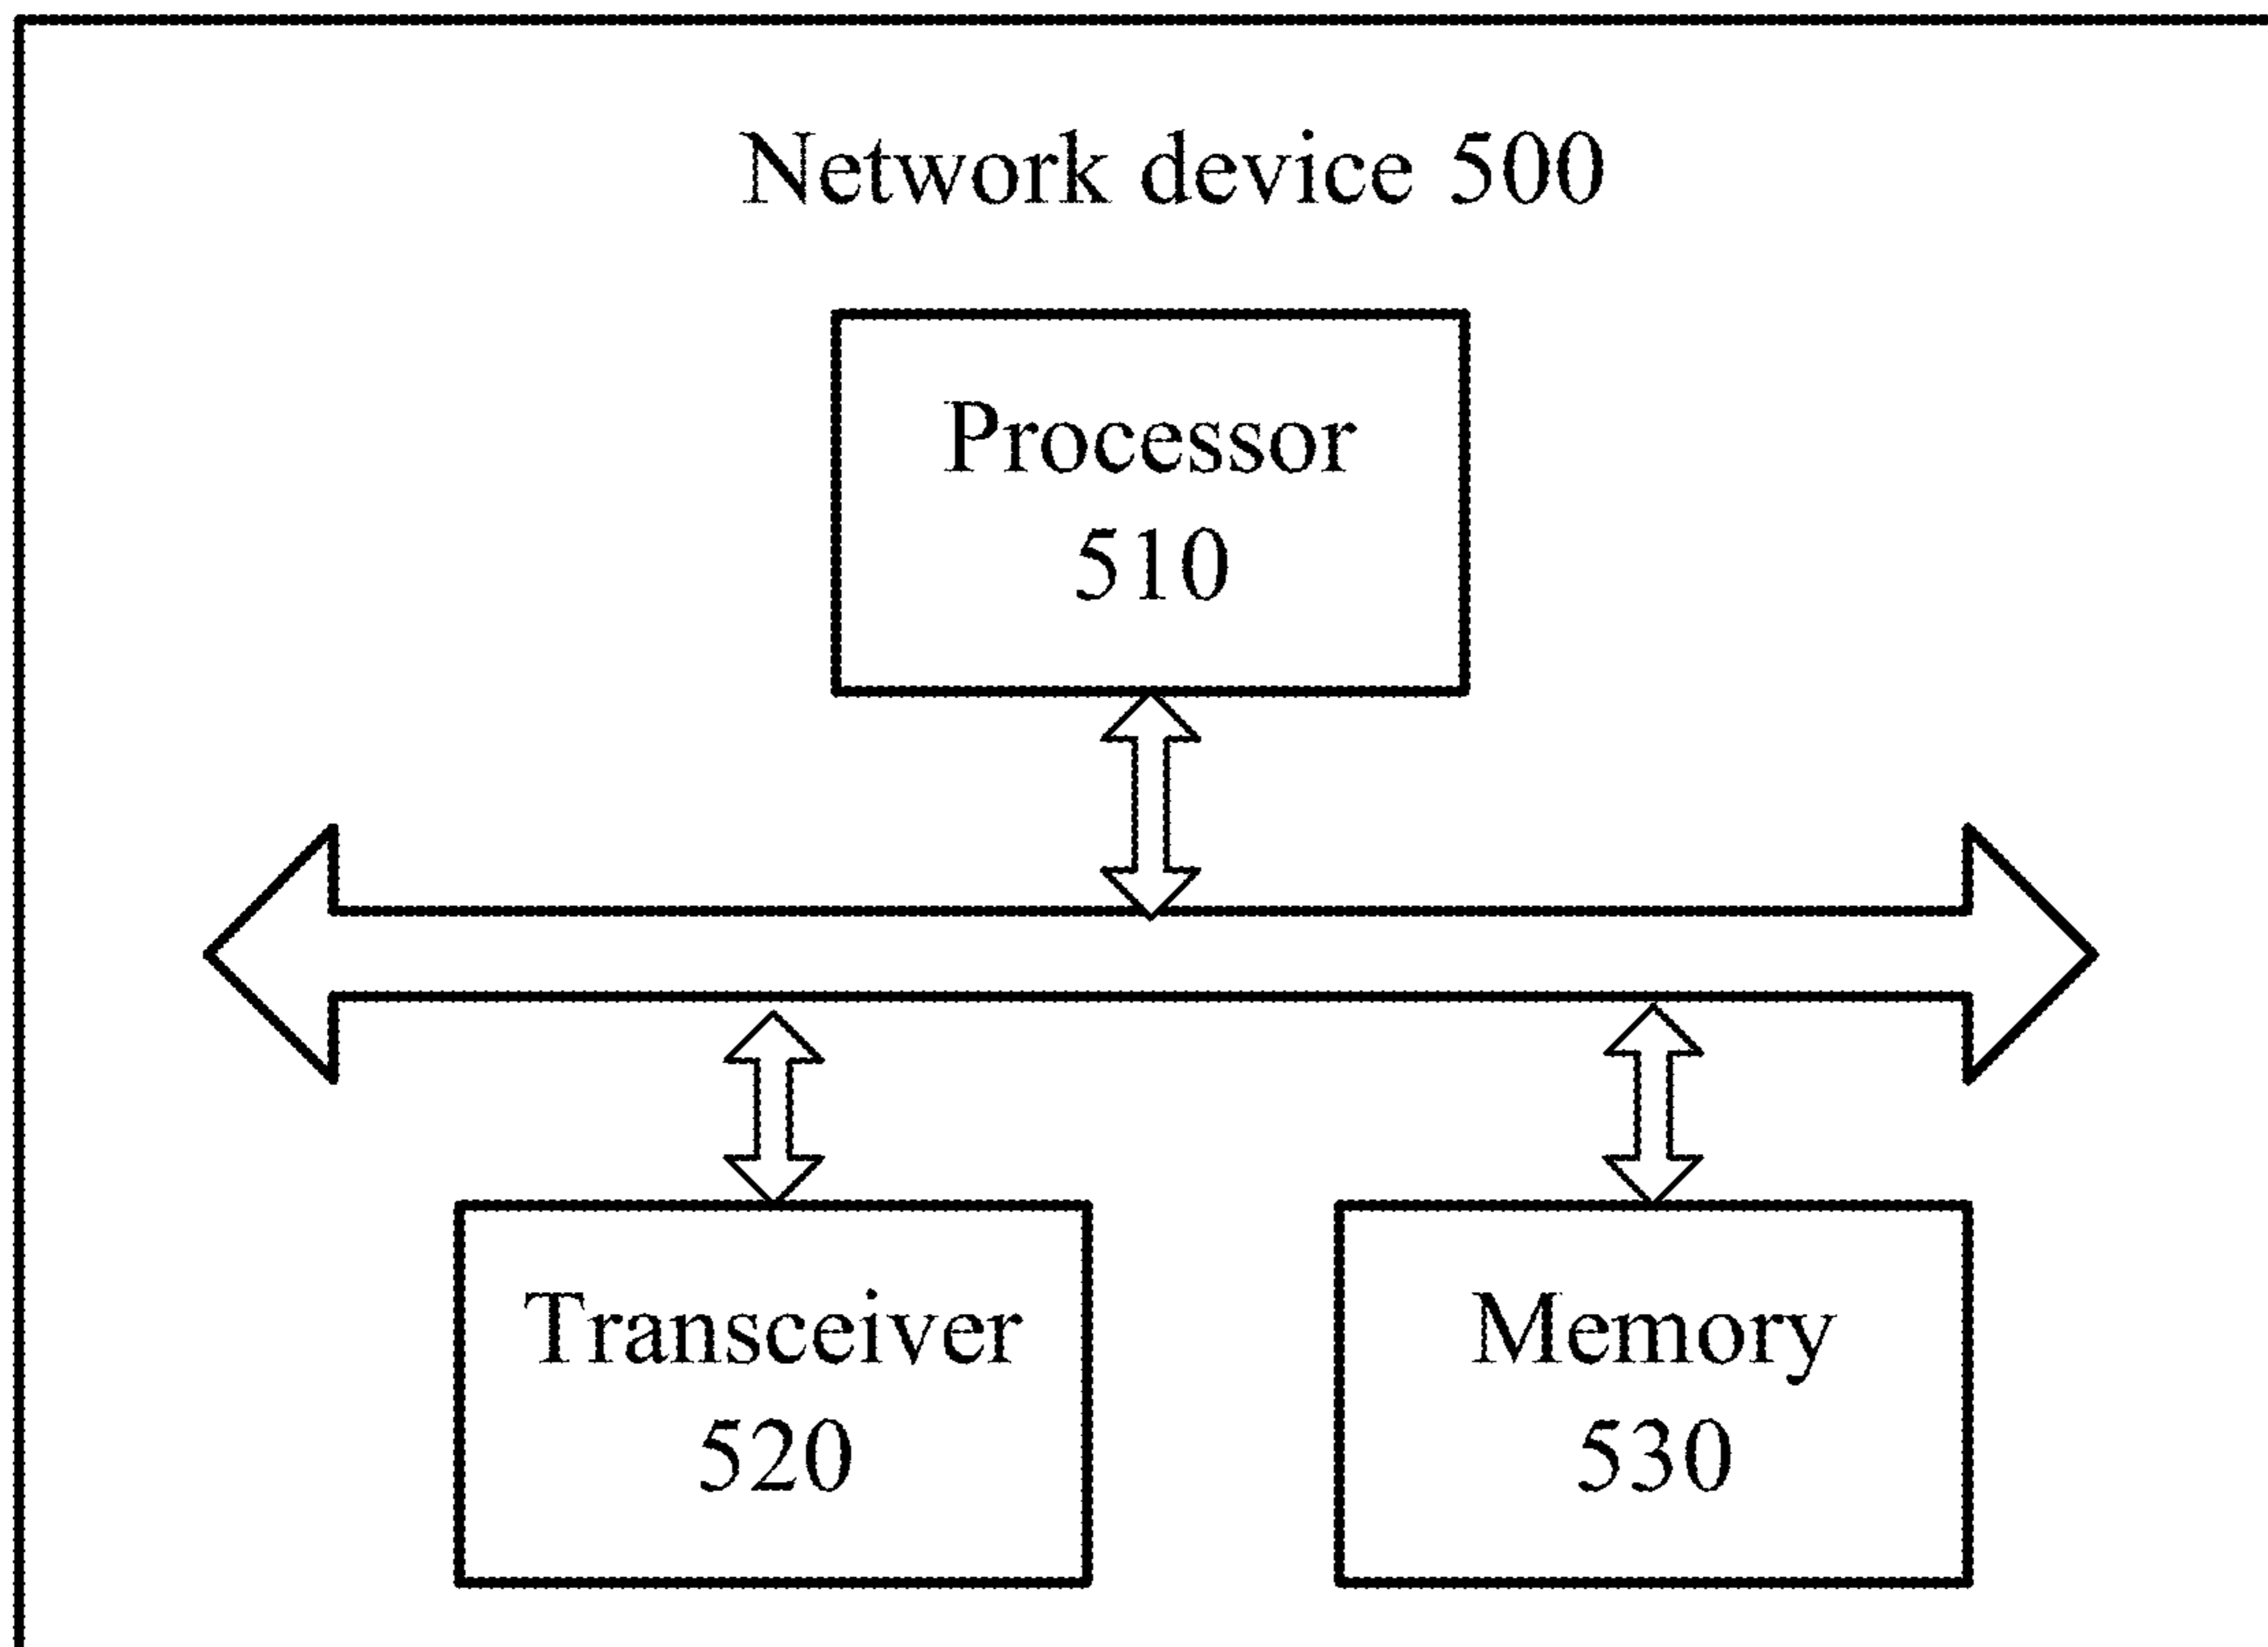 Network device 500
Processor
510
Transceiver
520
Memory
530